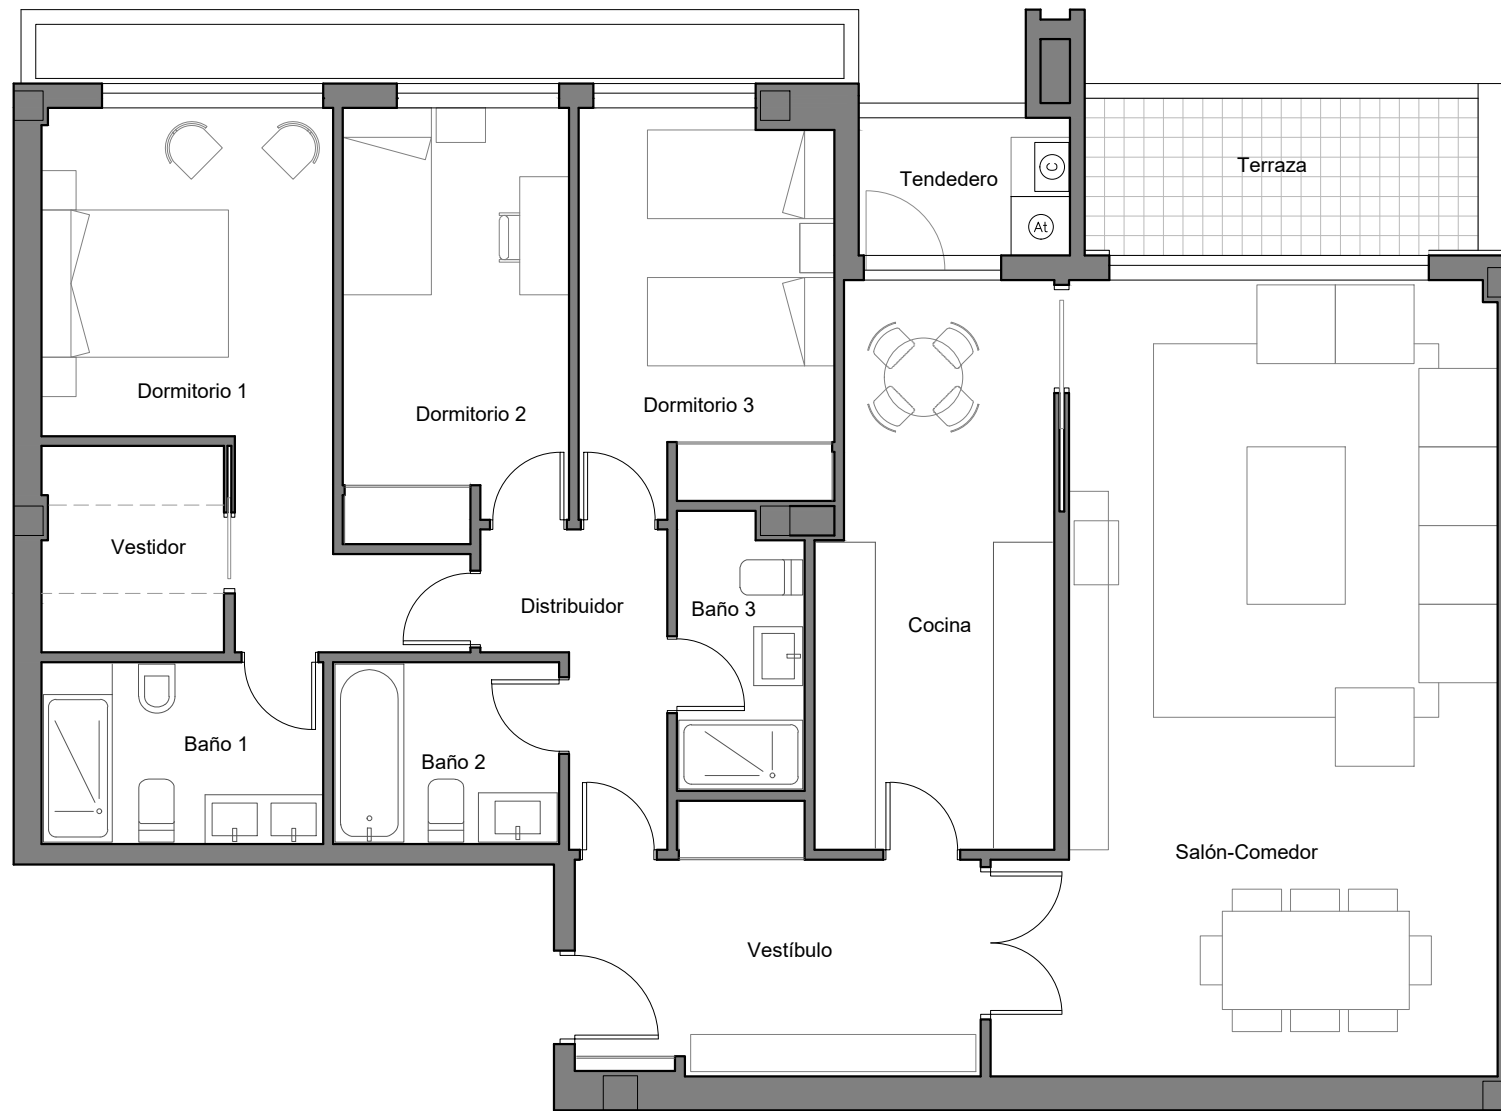 Terraza
Tendedero
C
At
Dormitorio 1
Dormitorio 2
Dormitorio 3
Vestidor
Distribuidor
Baño 3
Cocina
Baño 1
Baño 2
Salón-Comedor
Vestíbulo